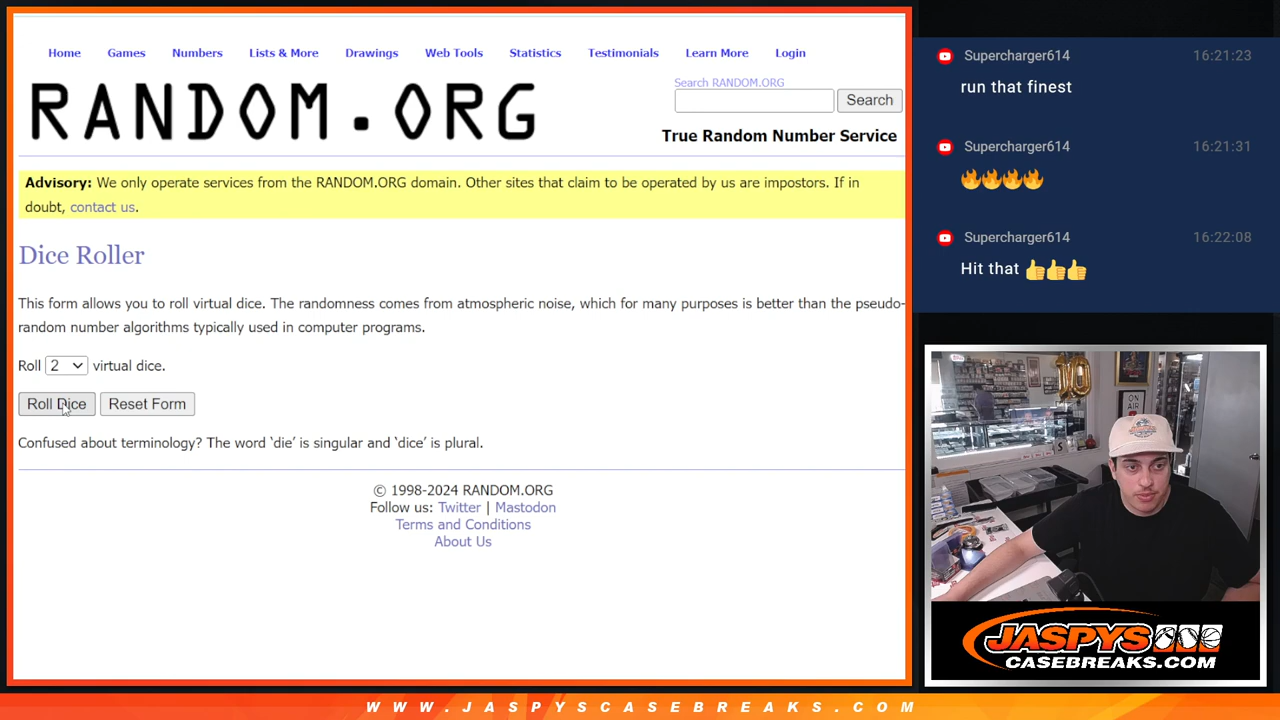 Home Games Numbers Lists & More Drawings Web Tools Statistics Testimonials Learn More Login
RANDOM.ORG
Search RANDOM.ORG
Search
True Random Number Service
Advisory: We only operate services from the RANDOM.ORG domain. Other sites that claim to be operated by us are impostors. If in
doubt, contact us.
Dice Roller
This form allows you to roll virtual dice. The randomness comes from atmospheric noise, which for many purposes is better than the pseudo-
random number algorithms typically used in computer programs.
Roll 2 virtual dice.
Roll Dice Reset Form
Confused about terminology? The word ‘die’ is singular and ‘dice’ is plural.
© 1998-2024 RANDOM.ORG
Follow us: Twitter | Mastodon
Terms and Conditions
About Us
Supercharger614 16:21:23
run that finest
Supercharger614 16:21:31
🔥🔥🔥🔥
Supercharger614 16:22:08
Hit that 👍👍👍
10
ON AIR
JASPYS
CASEBREAKS.COM
WWW.JASPYSCASEBREAKS.COM